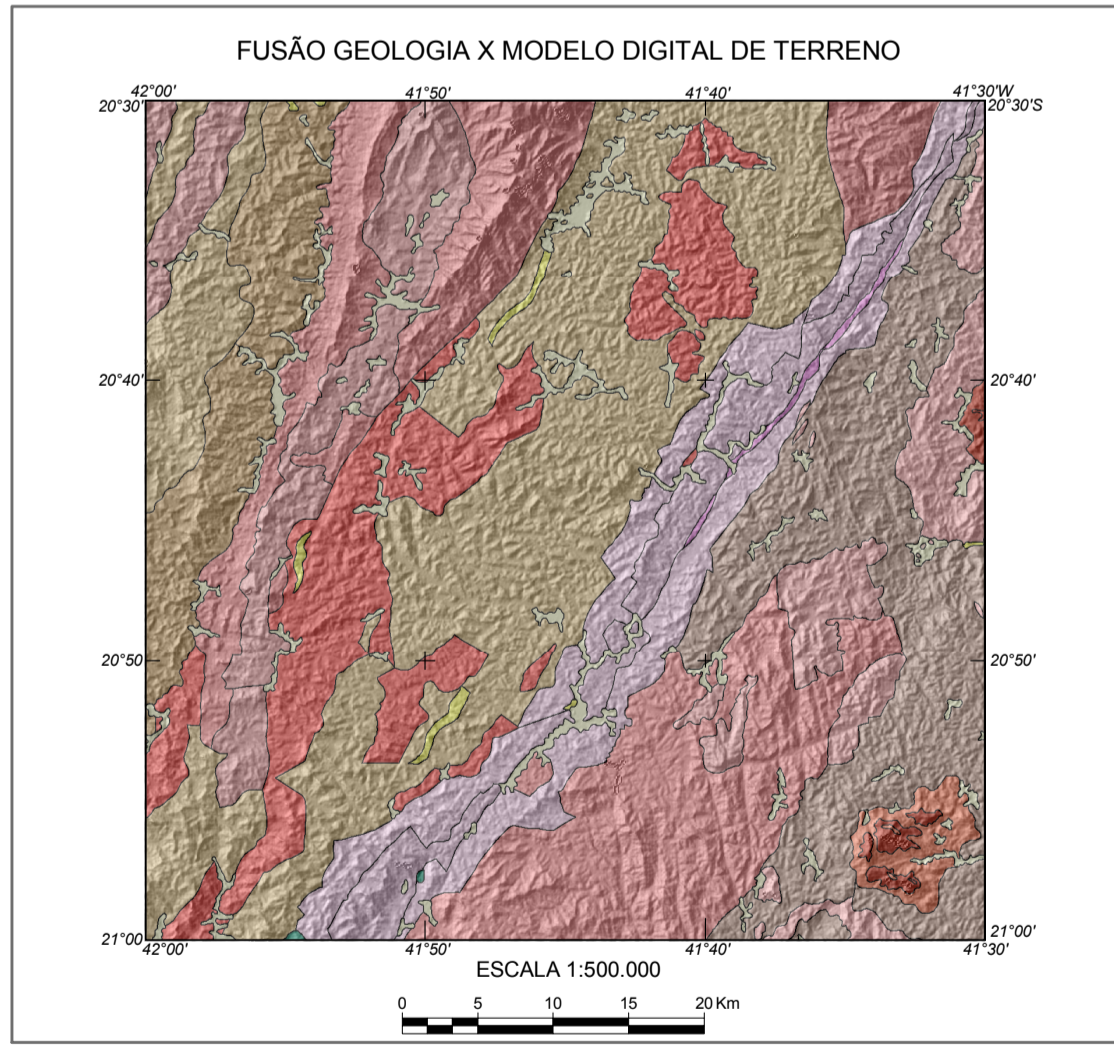 FUSÃO GEOLOGIA X MODELO DIGITAL DE TERRENO
42°00' 41°50' 41°40' 41°30'W
20°30' 20°30'S
20°40' 20°40'
20°50' 20°50'
21°00' 21°00'
42°00' 41°50' 41°40' 41°30'
ESCALA 1:500.000
0 5 10 15 20 Km